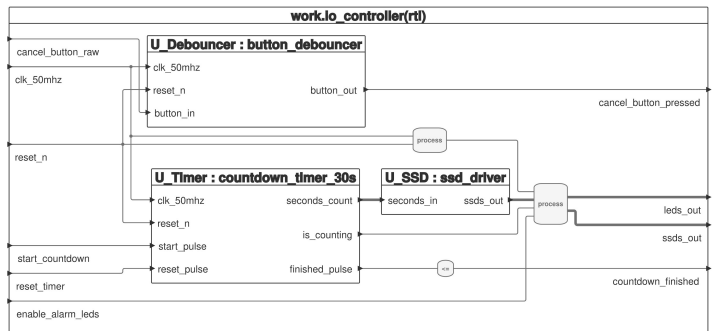 work.io_controller(rtl)
cancel_button_raw
U_Debouncer : button_debouncer
clk_50mhz
clk_50mhz
reset_n
button_out
cancel_button_pressed
button_in
process
reset_n
U_Timer : countdown_timer_30s
U_SSD : ssd_driver
clk_50mhz
seconds_count
seconds_in
ssds_out
process
leds_out
reset_n
is_counting
ssds_out
start_pulse
start_countdown
reset_pulse
finished_pulse
<=
countdown_finished
reset_timer
enable_alarm_leds